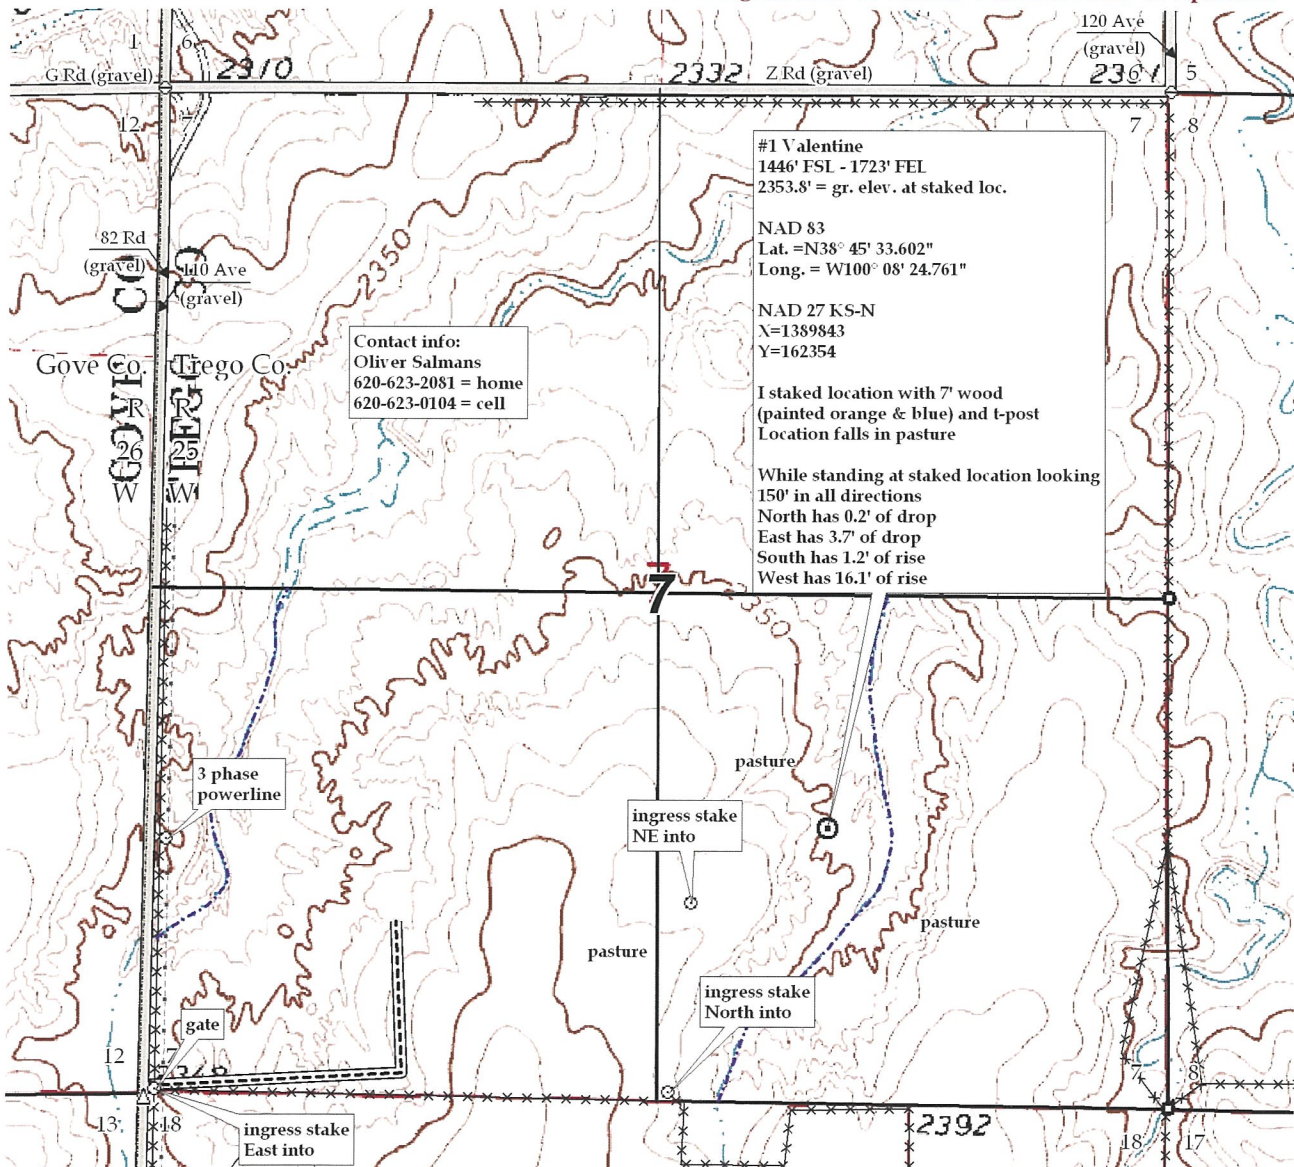 120 Ave
(gravel)
1
6
G Rd (gravel)
2310
2332
Z Rd (gravel)
2361
6
5
12
7
7
8
#1 Valentine
1446' FSL - 1723' FEL
2353.8' = gr. elev. at staked loc.
NAD 83
Lat. =N38° 45' 33.602"
Long. = W100° 08' 24.761"
NAD 27 KS-N
X=1389843
Y=162354
I staked location with 7' wood
(painted orange & blue) and t-post
Location falls in pasture
While standing at staked location looking
150' in all directions
North has 0.2' of drop
East has 3.7' of drop
South has 1.2' of rise
West has 16.1' of rise
82 Rd
(gravel)
110 Ave
(gravel)
2350
Contact info:
Oliver Salmans
620-623-2081 = home
620-623-0104 = cell
Gove Co.
Trego Co.
GOVE CO
TREGO CO
R
26
W
R
25
W
7
2350
3 phase
powerline
pasture
ingress stake
NE into
pasture
pasture
ingress stake
North into
gate
12
7
2348
7
8
13
18
ingress stake
East into
2392
18
17